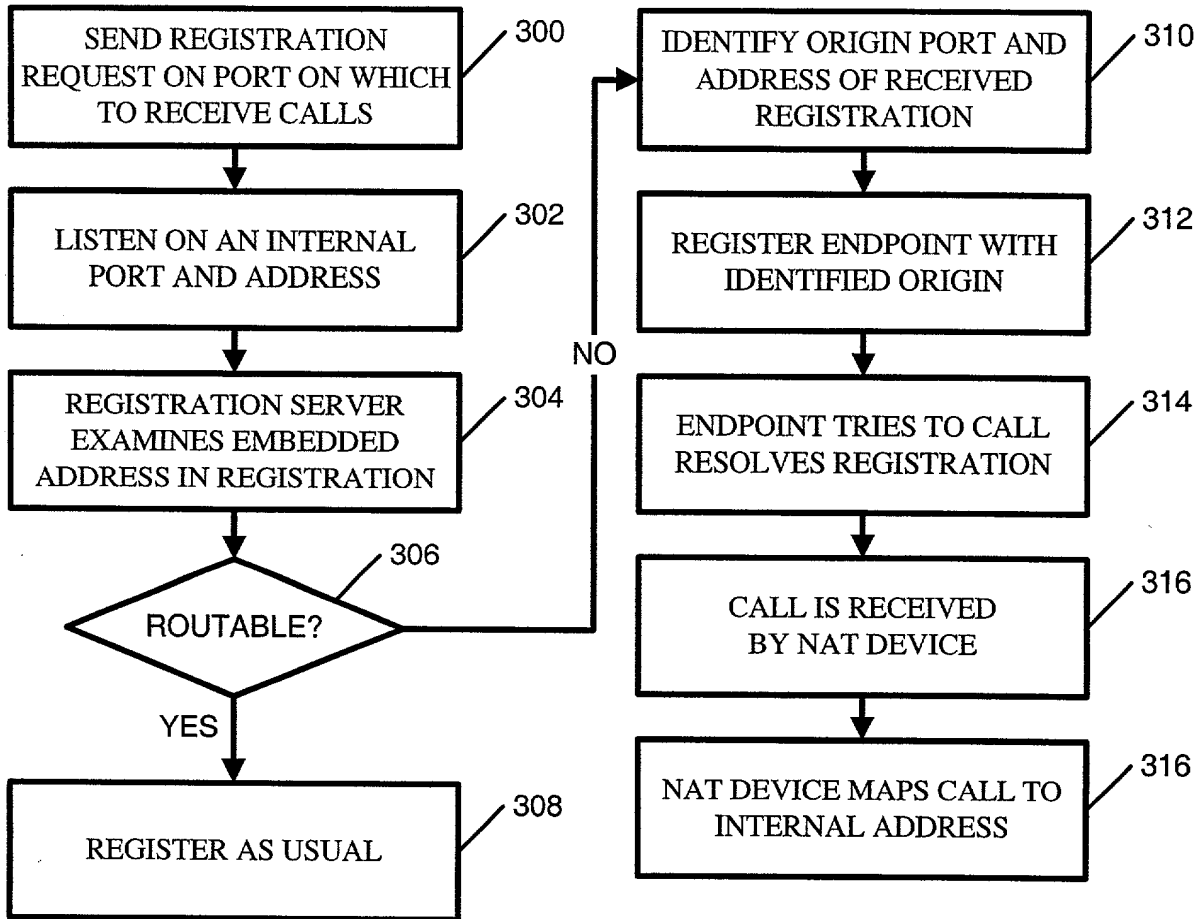 SEND REGISTRATION
REQUEST ON PORT ON WHICH
TO RECEIVE CALLS
300
LISTEN ON AN INTERNAL
PORT AND ADDRESS
302
REGISTRATION SERVER
EXAMINES EMBEDDED
ADDRESS IN REGISTRATION
304
ROUTABLE?
306
YES
NO
REGISTER AS USUAL
308
IDENTIFY ORIGIN PORT AND
ADDRESS OF RECEIVED
REGISTRATION
310
REGISTER ENDPOINT WITH
IDENTIFIED ORIGIN
312
ENDPOINT TRIES TO CALL
RESOLVES REGISTRATION
314
CALL IS RECEIVED
BY NAT DEVICE
316
NAT DEVICE MAPS CALL TO
INTERNAL ADDRESS
316